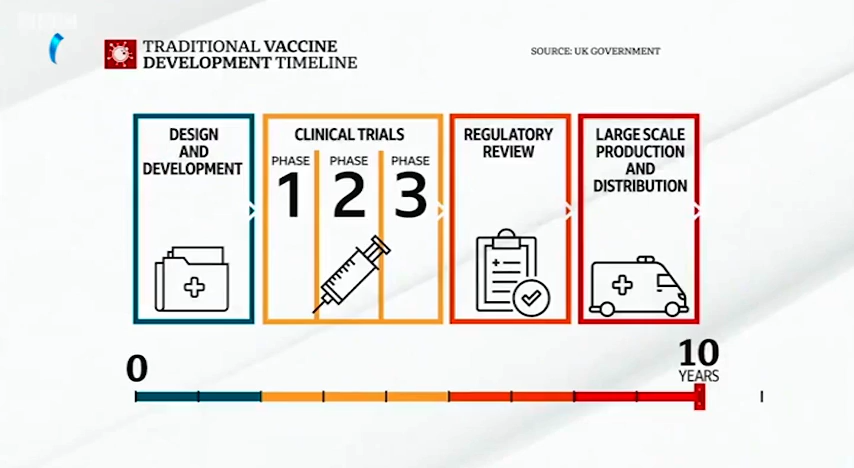 TRADITIONAL VACCINE
DEVELOPMENT TIMELINE
SOURCE: UK GOVERNMENT
DESIGN
AND
DEVELOPMENT
CLINICAL TRIALS
PHASE PHASE PHASE
1 2 3
REGULATORY
REVIEW
LARGE SCALE
PRODUCTION
AND
DISTRIBUTION
0
10
YEARS